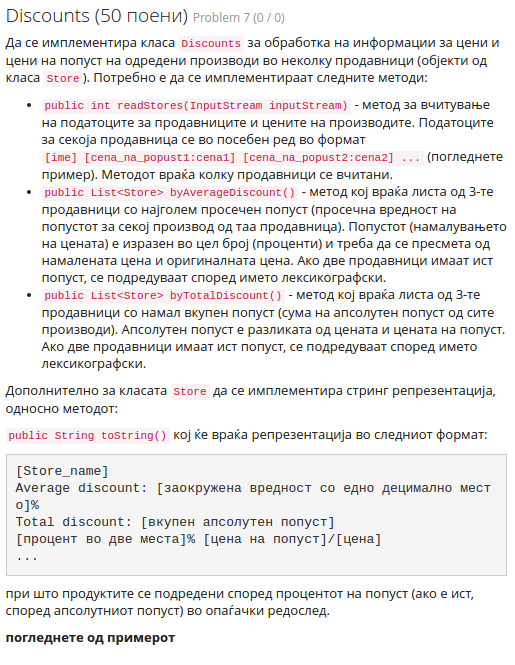 Discounts (50 поени) Problem 7 (0 / 0)
Да се имплементира класа Discounts за обработка на информации за цени и
цени на попуст на одредени производи во неколку продавници (објекти од
класа Store ). Потребно е да се имплементираат следните методи:
• public int readStores(InputStream inputStream) - метод за вчитување
на податоците за продавниците и цените на производите. Податоците
за секоја продавница се во посебен ред во формат
[ime] [cena_na_popust1:cena1] [cena_na_popust2:cena2] ... (погледнете
пример). Методот враќа колку продавници се вчитани.
• public List<Store> byAverageDiscount() - метод кој враќа листа од 3-те
продавници со најголем просечен попуст (просечна вредност на
попустот за секој производ од таа продавница). Попустот (намалувањето
на цената) е изразен во цел број (проценти) и треба да се пресмета од
намалената цена и оригиналната цена. Ако две продавници имаат ист
попуст, се подредуваат според името лексикографски.
• public List<Store> byTotalDiscount() - метод кој враќа листа од 3-те
продавници со намал вкупен попуст (сума на апсолутен попуст од сите
производи). Апсолутен попуст е разликата од цената и цената на попуст.
Ако две продавници имаат ист попуст, се подредуваат според името
лексикографски.
Дополнително за класата Store да се имплементира стринг репрезентација,
односно методот:
public String toString() кој ќе враќа репрезентација во следниот формат:
[Store_name]
Average discount: [заокружена вредност со едно децимално мест
о]%
Total discount: [вкупен апсолутен попуст]
[процент во две места]% [цена на попуст]/[цена]
...
при што продуктите се подредени според процентот на попуст (ако е ист,
според апсолутниот попуст) во опаѓачки редослед.
погледнете од примерот